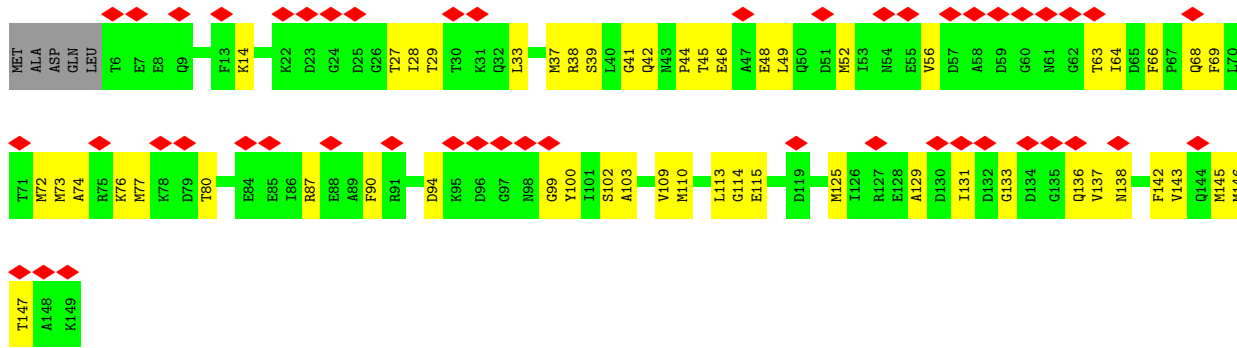 MET ALA ASP GLN LEU T6 E7 E8 Q9 F13 K14 K22 D23 G24 D25 G26 T27 I28 T29 T30 K31 Q32 L33 M37 R38 S39 L40 G41 Q42 N43 P44 T45 E46 A47 E48 L49 Q50 D51 M52 I53 N54 E55 V56 D57 A58 D59 G60 N61 G62 T63 I64 D65 F66 P67 Q68 F69 L70
T71 M72 M73 A74 R75 K76 M77 K78 D79 T80 E84 E85 I86 R87 E88 A89 F90 R91 D94 K95 D96 G97 N98 G99 Y100 I101 S102 A103 V109 M110 L113 G114 E115 D119 M125 I126 R127 E128 A129 D130 I131 D132 G133 D134 G135 Q136 V137 N138 F142 V143 Q144 M145 M146
T147 A148 K149